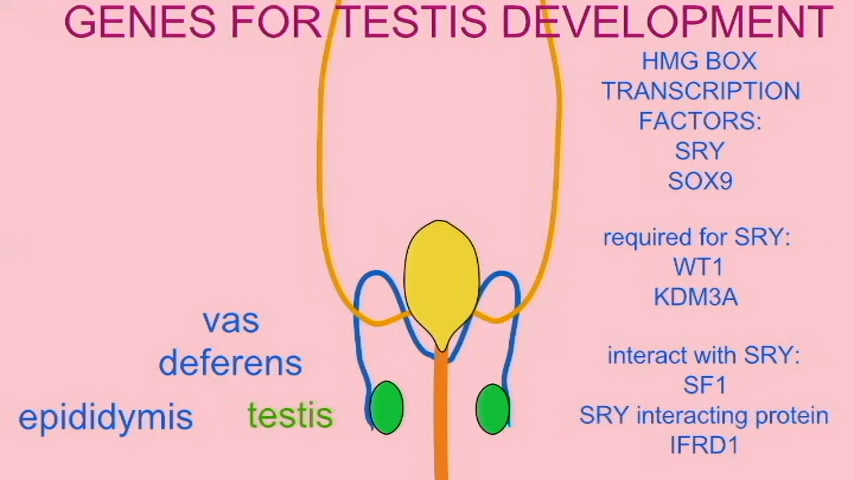 GENES FOR TESTIS DEVELOPMENT
HMG BOX
TRANSCRIPTION
FACTORS:
SRY
SOX9
required for SRY:
WT1
KDM3A
interact with SRY:
SF1
SRY interacting protein
IFRD1
vas
deferens
epididymis
testis